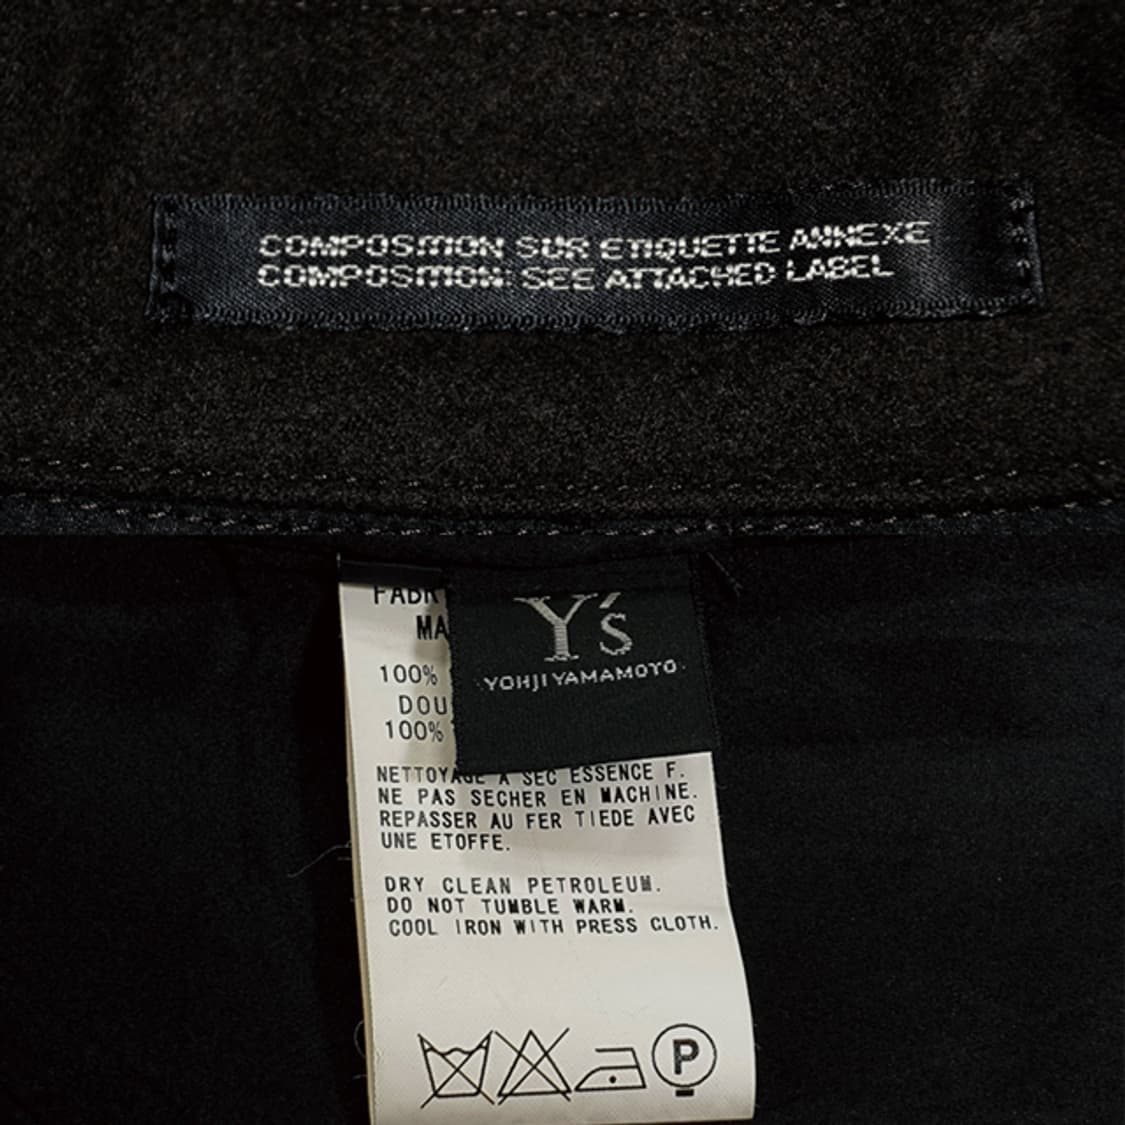 COMPOSITION SUR ETIQUETTE ANNEXE
COMPOSITION: SEE ATTACHED LABEL
Y's
YOHJI YAMAMOTO
100%
100%
NETTOYAGE A SEC ESSENCE F.
NE PAS SECHER EN MACHINE.
REPASSER AU FER TIEDE AVEC
UNE ETOFFE.
DRY CLEAN PETROLEUM.
DO NOT TUMBLE WARM.
COOL IRON WITH PRESS CLOTH.
P